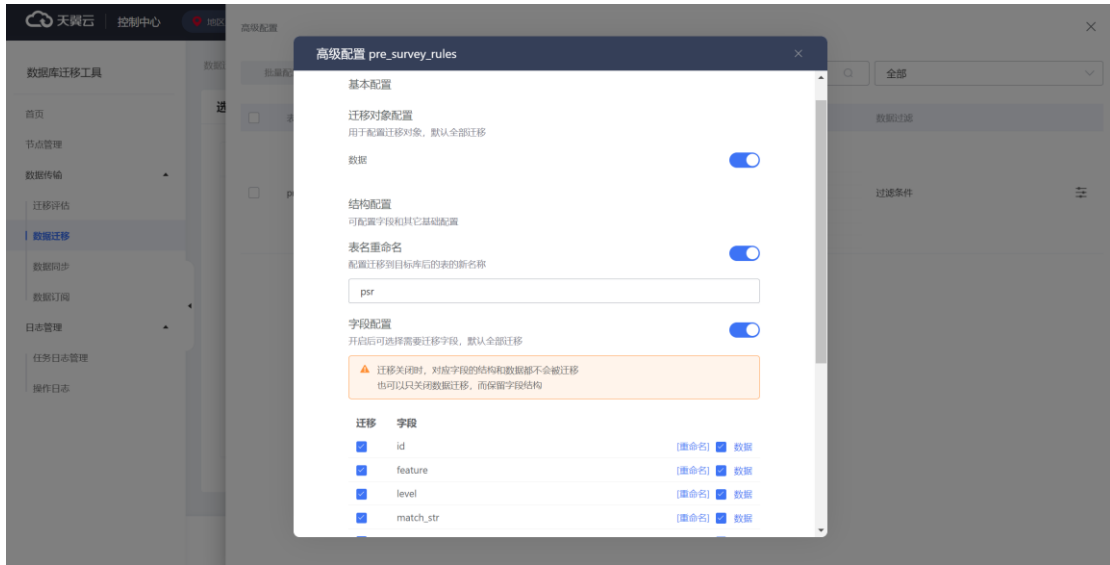 天翼云
控制中心
地区
高级配置
高级配置 pre_survey_rules
数据库迁移工具
全部
基本配置
迁移对象配置
用于配置迁移对象，默认全部迁移
首页
数据过滤
节点管理
数据
数据传输
过滤条件
迁移评估
结构配置
可配置字段和其它基础配置
数据迁移
表名重命名
配置迁移到目标库后的表的新名称
数据同步
psr
数据订阅
日志管理
字段配置
开启后可选择需要迁移字段，默认全部迁移
任务日志管理
迁移关闭时，对应字段的结构和数据都不会被迁移
也可以只关闭数据迁移，而保留字段结构
操作日志
迁移 字段
id [重命名] 数据
feature [重命名] 数据
level [重命名] 数据
match_str [重命名] 数据